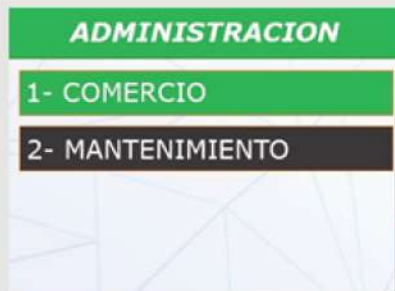 ADMINISTRACION
1- COMERCIO
2- MANTENIMIENTO